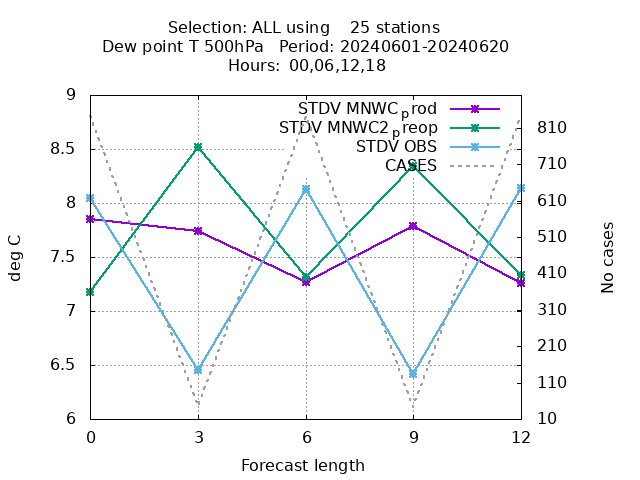 Selection: ALL using    25 stations
Dew point T 500hPa   Period: 20240601-20240620
Hours: 00,06,12,18
STDV MNWC_prod
STDV MNWC2_preop
STDV OBS
CASES
9
8.5
8
7.5
7
6.5
6
810
710
610
510
410
310
210
110
10
deg C
No cases
0 3 6 9 12
Forecast length